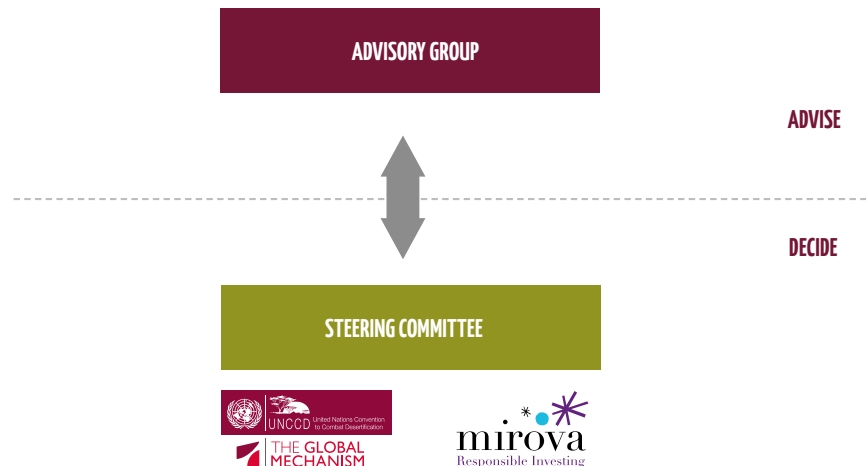 ADVISORY GROUP
ADVISE
DECIDE
STEERING COMMITTEE
UNCCD
United Nations Convention
to Combat Desertification
THE GLOBAL
MECHANISM
mirova
Responsible Investing